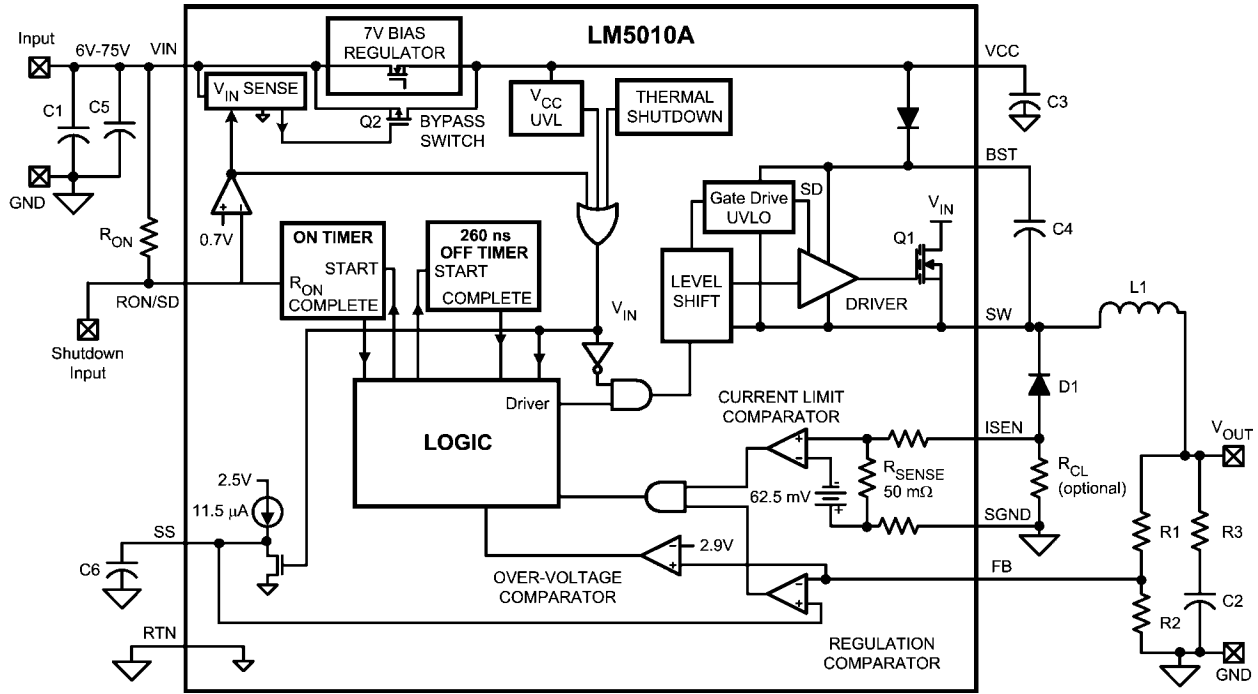 LM5010A
Input
6V-75V
VIN
7V BIAS
REGULATOR
VCC
VIN SENSE
C1
C5
Q2
BYPASS
SWITCH
VCC
UVL
THERMAL
SHUTDOWN
C3
GND
BST
0.7V
RON
Gate Drive
UVLO
SD
VIN
Q1
C4
ON TIMER
START
RON
COMPLETE
260 ns
OFF TIMER
START
COMPLETE
LEVEL
SHIFT
DRIVER
RON/SD
VIN
SW
L1
Shutdown
Input
Driver
LOGIC
CURRENT LIMIT
COMPARATOR
D1
ISEN
VOUT
RSENSE
50 mΩ
RCL
(optional)
62.5 mV
2.5V
11.5 µA
SGND
SS
R1
R3
2.9V
C6
OVER-VOLTAGE
COMPARATOR
FB
R2
C2
RTN
REGULATION
COMPARATOR
GND